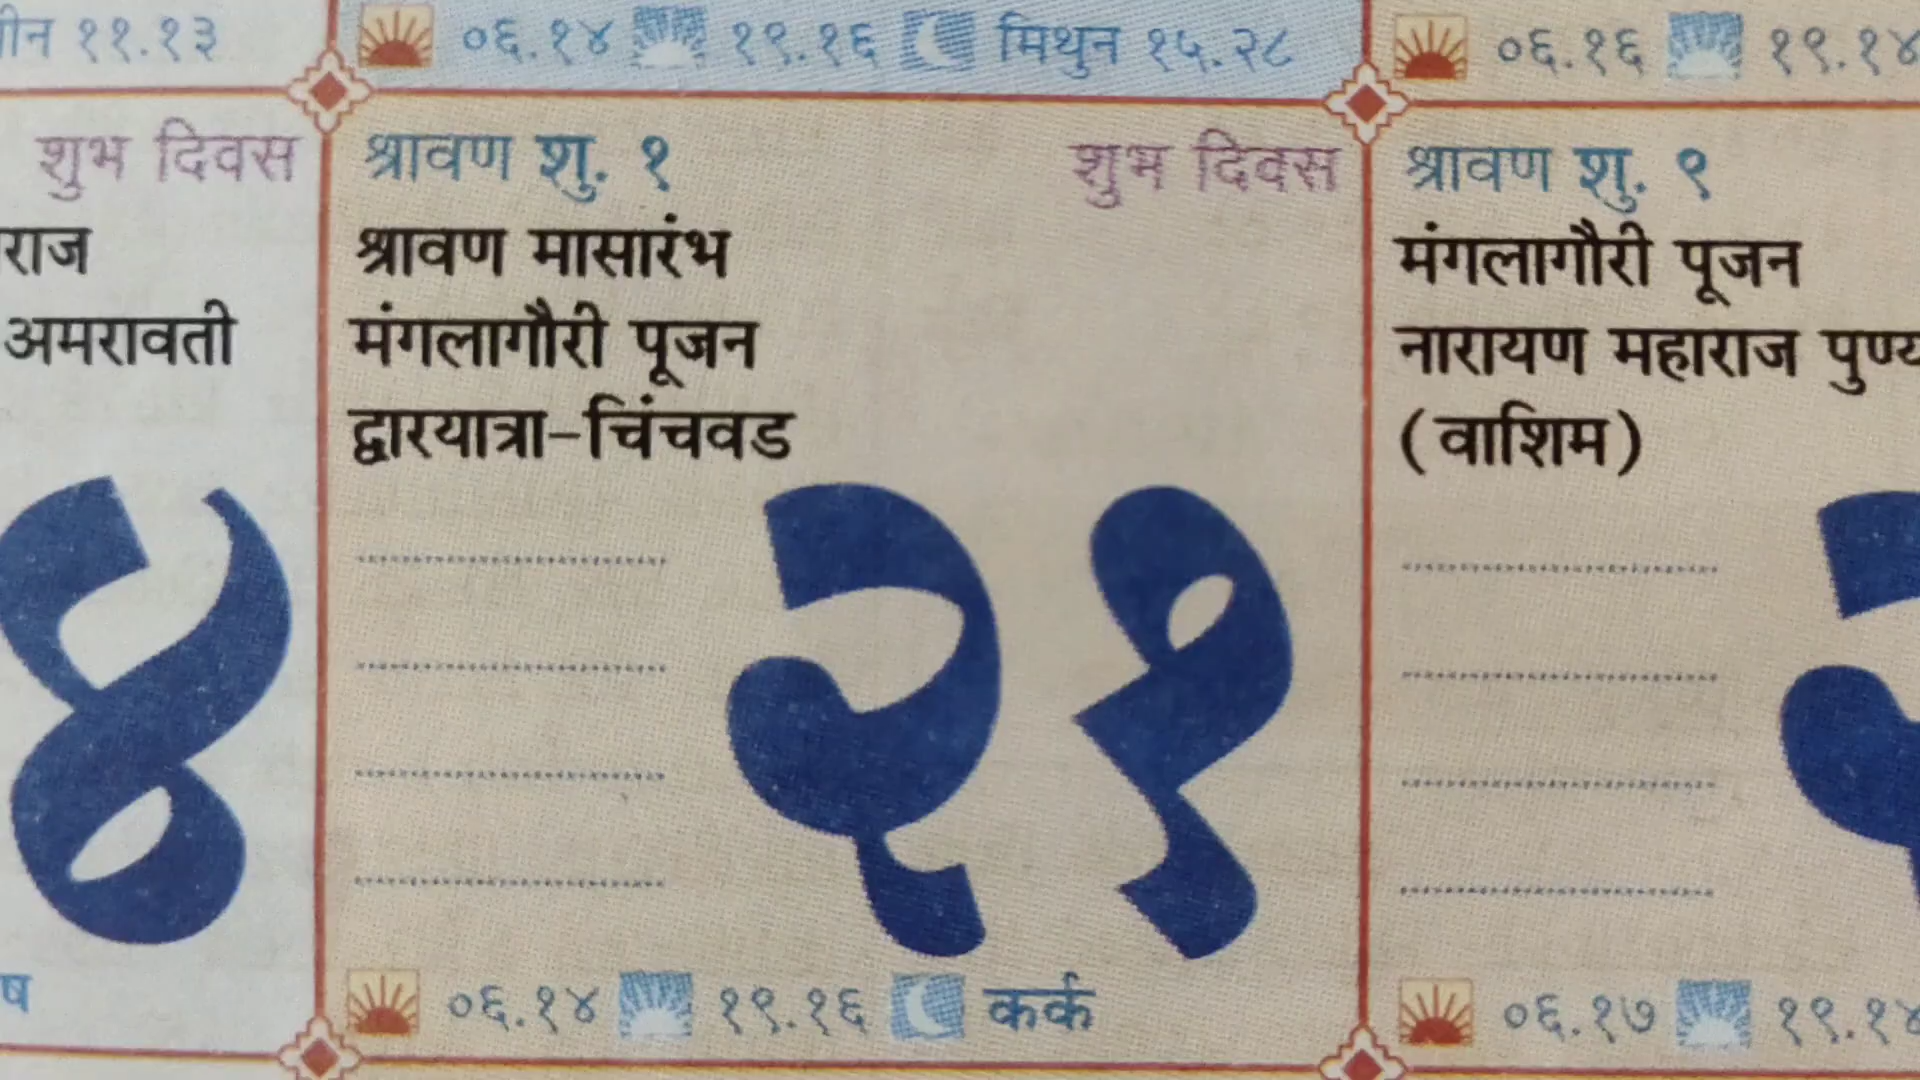 मीन ११.१३
०६.१४ १९.१६ मिथुन १५.२८
०६.१६ १९.१४
शुभ दिवस
राज
अमरावती
४
श्रावण शु. १ शुभ दिवस
श्रावण मासारंभ
मंगलागौरी पूजन
द्वारयात्रा-चिंचवड
२१
०६.१४ १९.१६ कर्क
श्रावण शु. ९
मंगलागौरी पूजन
नारायण महाराज
(वाशिम)
०६.१७ १९.१४